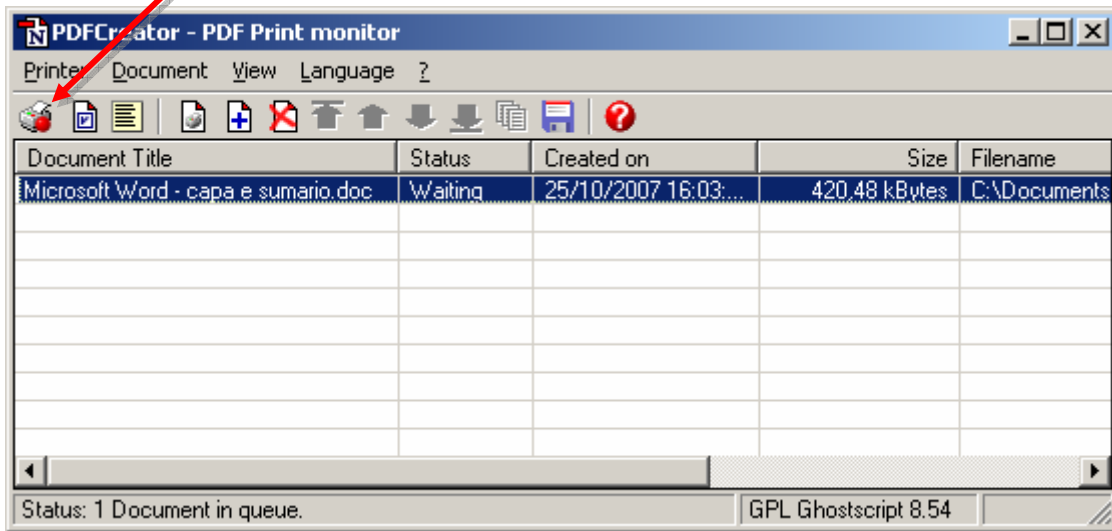 PDFCreator - PDF Print monitor
Printer Document View Language ?
Document Title Status Created on Size Filename
Microsoft Word - capa e sumario.doc Waiting 25/10/2007 16:03:... 420,48 kBytes C:\Documents
Status: 1 Document in queue. GPL Ghostscript 8.54